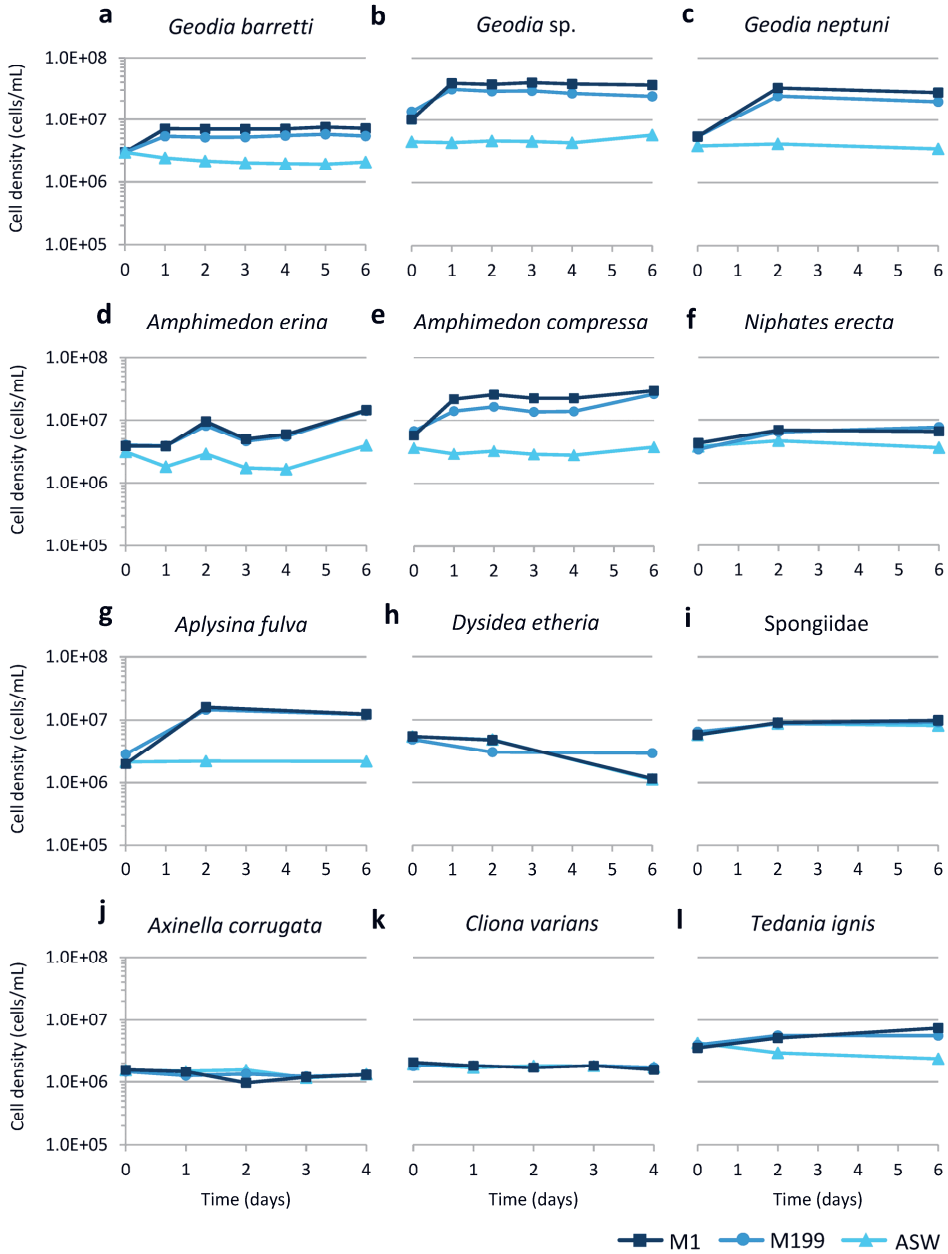 a Geodia barretti
b Geodia sp.
c Geodia neptuni
Cell density (cells/mL)
1.0E+08
1.0E+07
1.0E+06
1.0E+05
0 1 2 3 4 5 6
0 1 2 3 4 5 6
0 1 2 3 4 5 6
d Amphimedon erina
e Amphimedon compressa
f Niphates erecta
Cell density (cells/mL)
1.0E+08
1.0E+07
1.0E+06
1.0E+05
0 1 2 3 4 5 6
0 1 2 3 4 5 6
0 1 2 3 4 5 6
g Aplysina fulva
h Dysidea etheria
i Spongiidae
Cell density (cells/mL)
1.0E+08
1.0E+07
1.0E+06
1.0E+05
0 1 2 3 4 5 6
0 1 2 3 4 5 6
0 1 2 3 4 5 6
j Axinella corrugata
k Cliona varians
l Tedania ignis
Cell density (cells/mL)
1.0E+08
1.0E+07
1.0E+06
1.0E+05
0 1 2 3 4
0 1 2 3 4
0 1 2 3 4 5 6
Time (days)
Time (days)
Time (days)
M1 M199 ASW